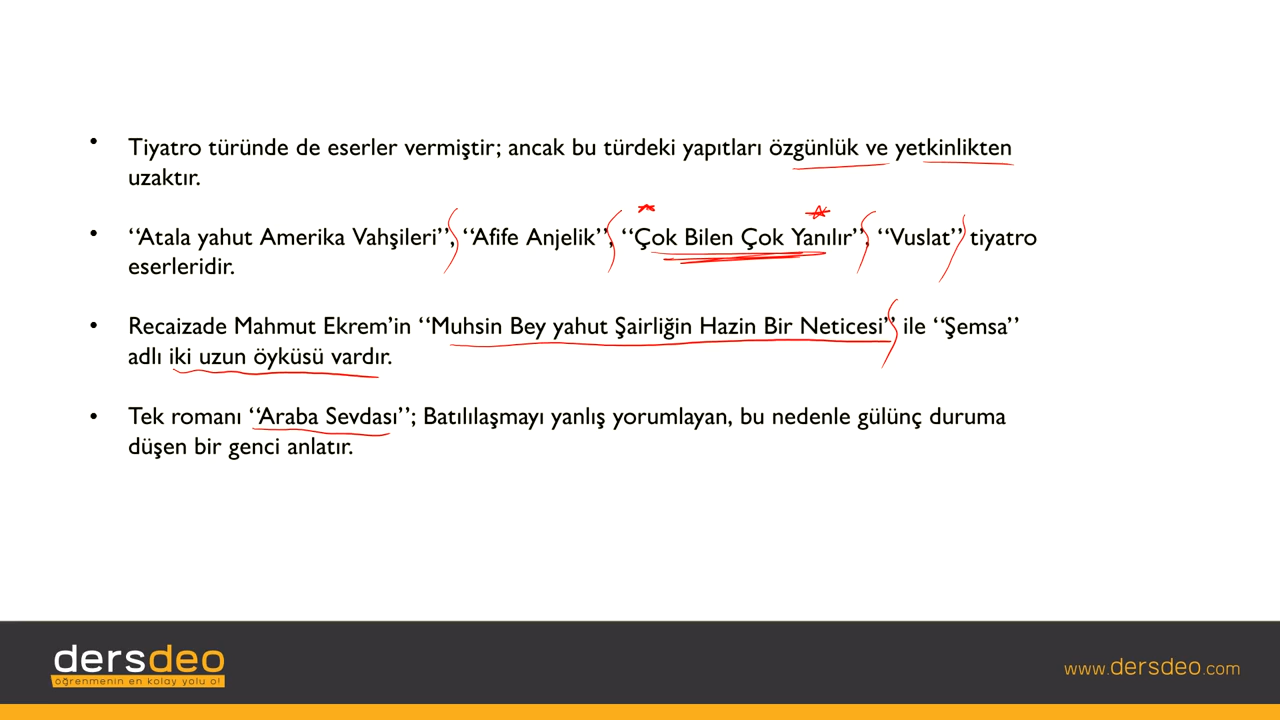 • Tiyatro türünde de eserler vermiştir; ancak bu türdeki yapıtları özgünlük ve yetkinlikten
uzaktır.
• ‘‘Atala yahut Amerika Vahşileri’’, ‘‘Afife Anjelik’’, ‘‘Çok Bilen Çok Yanılır’’, ‘‘Vuslat’’ tiyatro
eserleridir.
• Recaizade Mahmut Ekrem’in ‘‘Muhsin Bey yahut Şairliğin Hazin Bir Neticesi’’ ile ‘‘Şemsa’’
adlı iki uzun öyküsü vardır.
• Tek romanı ‘‘Araba Sevdası’’; Batılılaşmayı yanlış yorumlayan, bu nedenle gülünç duruma
düşen bir genci anlatır.
dersdeo
öğrenmenin en kolay yolu o!
www.dersdeo.com